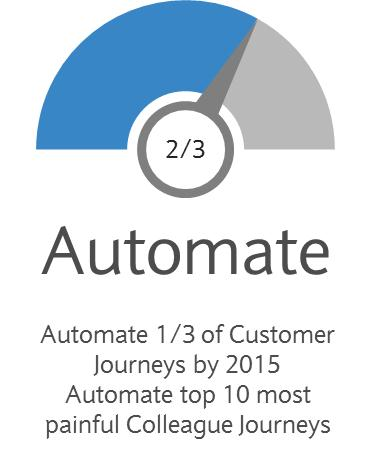 2/3
Automate
Automate 1/3 of Customer
Journeys by 2015
Automate top 10 most
painful Colleague Journeys